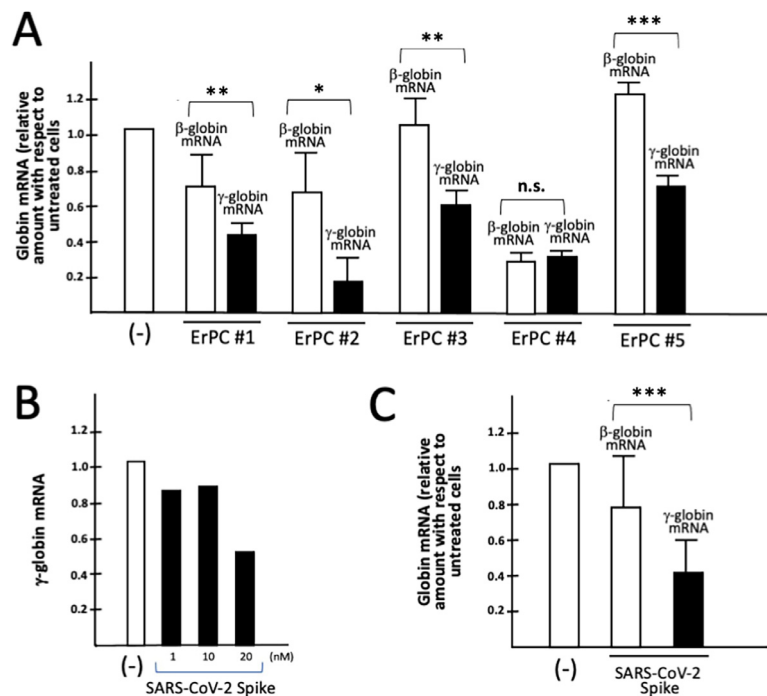 A
Globin mRNA (relative
amount with respect to
untreated cells
1.2
1.0
0.8
0.6
0.4
0.2
(-)
**
β-globin
mRNA
γ-globin
mRNA
ErPC #1
*
β-globin
mRNA
γ-globin
mRNA
ErPC #2
**
β-globin
mRNA
γ-globin
mRNA
ErPC #3
n.s.
β-globin
mRNA
γ-globin
mRNA
ErPC #4
***
β-globin
mRNA
γ-globin
mRNA
ErPC #5
B
γ-globin mRNA
1.2
1.0
0.8
0.6
0.4
0.2
(-)
1 10 20 (nM)
SARS-CoV-2 Spike
C
Globin mRNA (relative
amount with respect to
untreated cells
1.2
1.0
0.8
0.6
0.4
0.2
(-)
***
β-globin
mRNA
γ-globin
mRNA
SARS-CoV-2
Spike